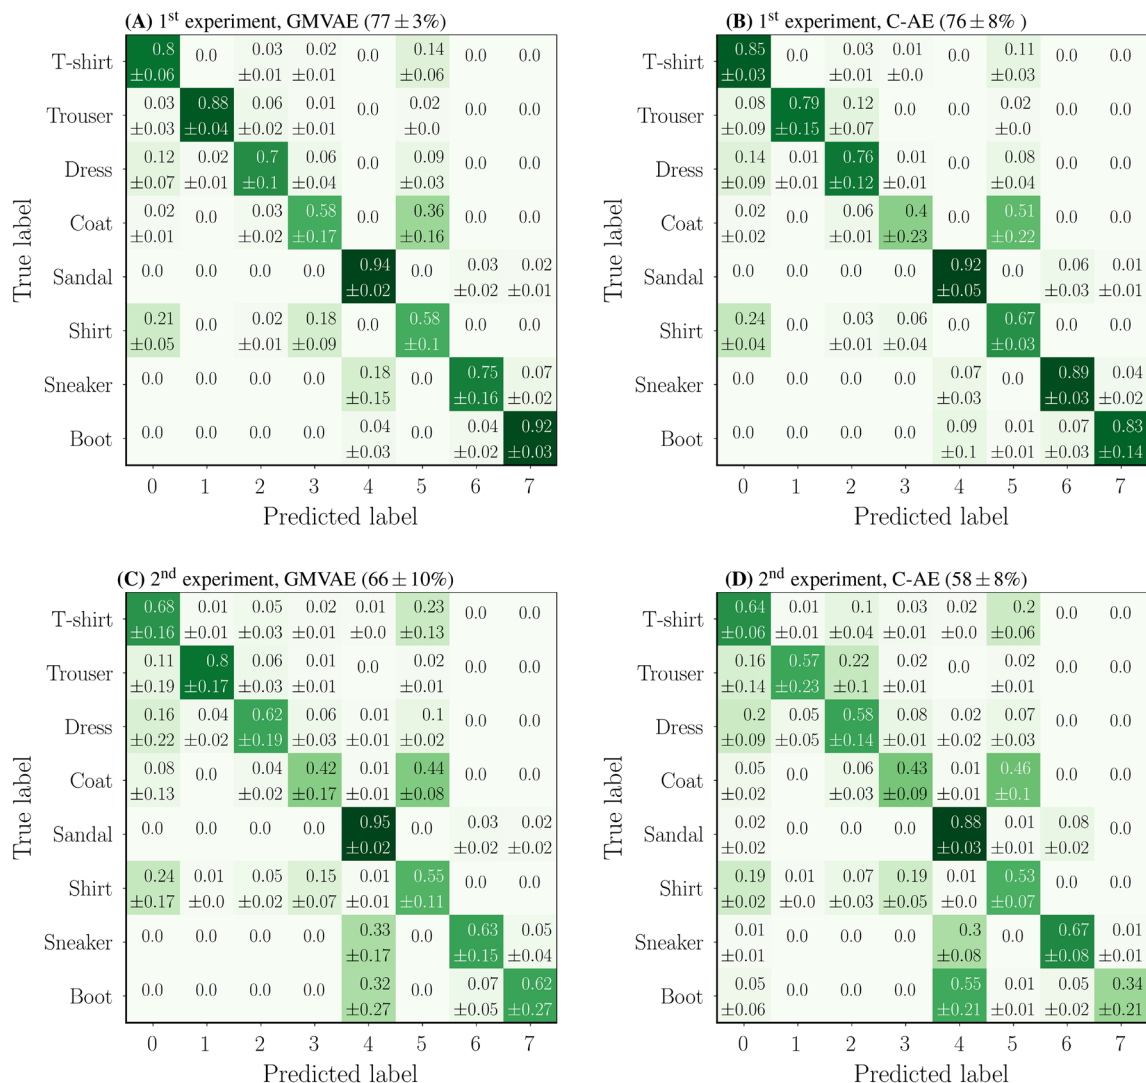 (A) 1st experiment, GMVAE (77 ± 3%)
True label
T-shirt 0.8 ±0.06 0.0 0.03 ±0.01 0.02 ±0.01 0.0 0.14 ±0.06 0.0 0.0
Trouser 0.03 ±0.03 0.88 ±0.04 0.06 ±0.02 0.01 ±0.01 0.0 0.02 ±0.0 0.0 0.0
Dress 0.12 ±0.07 0.02 ±0.01 0.7 ±0.1 0.06 ±0.04 0.0 0.09 ±0.03 0.0 0.0
Coat 0.02 ±0.01 0.0 0.03 ±0.02 0.58 ±0.17 0.0 0.36 ±0.16 0.0 0.0
Sandal 0.0 0.0 0.0 0.0 0.94 ±0.02 0.0 0.03 ±0.02 0.02 ±0.01
Shirt 0.21 ±0.05 0.0 0.02 ±0.01 0.18 ±0.09 0.0 0.58 ±0.1 0.0 0.0
Sneaker 0.0 0.0 0.0 0.0 0.18 ±0.15 0.0 0.75 ±0.16 0.07 ±0.02
Boot 0.0 0.0 0.0 0.0 0.04 ±0.03 0.0 0.04 ±0.02 0.92 ±0.03
0 1 2 3 4 5 6 7
Predicted label
(B) 1st experiment, C-AE (76 ± 8% )
True label
T-shirt 0.85 ±0.03 0.0 0.03 ±0.01 0.01 ±0.0 0.0 0.11 ±0.03 0.0 0.0
Trouser 0.08 ±0.09 0.79 ±0.15 0.12 ±0.07 0.0 0.0 0.02 ±0.0 0.0 0.0
Dress 0.14 ±0.09 0.01 ±0.01 0.76 ±0.12 0.01 ±0.01 0.0 0.08 ±0.04 0.0 0.0
Coat 0.02 ±0.02 0.0 0.06 ±0.01 0.4 ±0.23 0.0 0.51 ±0.22 0.0 0.0
Sandal 0.0 0.0 0.0 0.0 0.92 ±0.05 0.0 0.06 ±0.03 0.01 ±0.01
Shirt 0.24 ±0.04 0.0 0.03 ±0.01 0.06 ±0.04 0.0 0.67 ±0.03 0.0 0.0
Sneaker 0.0 0.0 0.0 0.0 0.07 ±0.03 0.0 0.89 ±0.03 0.04 ±0.02
Boot 0.0 0.0 0.0 0.0 0.09 ±0.1 0.01 ±0.01 0.07 ±0.03 0.83 ±0.14
0 1 2 3 4 5 6 7
Predicted label
(C) 2nd experiment, GMVAE (66 ± 10%)
True label
T-shirt 0.68 ±0.16 0.01 ±0.01 0.05 ±0.03 0.02 ±0.01 0.01 ±0.0 0.23 ±0.13 0.0 0.0
Trouser 0.11 ±0.19 0.8 ±0.17 0.06 ±0.03 0.01 ±0.01 0.0 0.02 ±0.01 0.0 0.0
Dress 0.16 ±0.22 0.04 ±0.02 0.62 ±0.19 0.06 ±0.03 0.01 ±0.01 0.1 ±0.02 0.0 0.0
Coat 0.08 ±0.13 0.0 0.04 ±0.02 0.42 ±0.17 0.01 ±0.01 0.44 ±0.08 0.0 0.0
Sandal 0.0 0.0 0.0 0.0 0.95 ±0.02 0.0 0.03 ±0.02 0.02 ±0.02
Shirt 0.24 ±0.17 0.01 ±0.0 0.05 ±0.02 0.15 ±0.07 0.01 ±0.01 0.55 ±0.11 0.0 0.0
Sneaker 0.0 0.0 0.0 0.0 0.33 ±0.17 0.0 0.63 ±0.15 0.05 ±0.04
Boot 0.0 0.0 0.0 0.0 0.32 ±0.27 0.0 0.07 ±0.05 0.62 ±0.27
0 1 2 3 4 5 6 7
Predicted label
(D) 2nd experiment, C-AE (58 ± 8%)
True label
T-shirt 0.64 ±0.06 0.01 ±0.01 0.1 ±0.04 0.03 ±0.01 0.02 ±0.0 0.2 ±0.06 0.0 0.0
Trouser 0.16 ±0.14 0.57 ±0.23 0.22 ±0.1 0.02 ±0.01 0.0 0.02 ±0.01 0.0 0.0
Dress 0.2 ±0.09 0.05 ±0.05 0.58 ±0.14 0.08 ±0.01 0.02 ±0.01 0.07 ±0.03 0.0 0.0
Coat 0.05 ±0.02 0.0 0.06 ±0.03 0.43 ±0.09 0.01 ±0.01 0.46 ±0.1 0.0 0.0
Sandal 0.02 ±0.02 0.0 0.0 0.0 0.88 ±0.03 0.01 ±0.01 0.08 ±0.02 0.0
Shirt 0.19 ±0.02 0.01 ±0.0 0.07 ±0.02 0.19 ±0.05 0.01 ±0.0 0.53 ±0.07 0.0 0.0
Sneaker 0.01 ±0.01 0.0 0.0 0.0 0.3 ±0.08 0.0 0.67 ±0.08 0.01 ±0.01
Boot 0.05 ±0.06 0.0 0.0 0.0 0.55 ±0.21 0.01 ±0.01 0.05 ±0.02 0.34 ±0.21
0 1 2 3 4 5 6 7
Predicted label